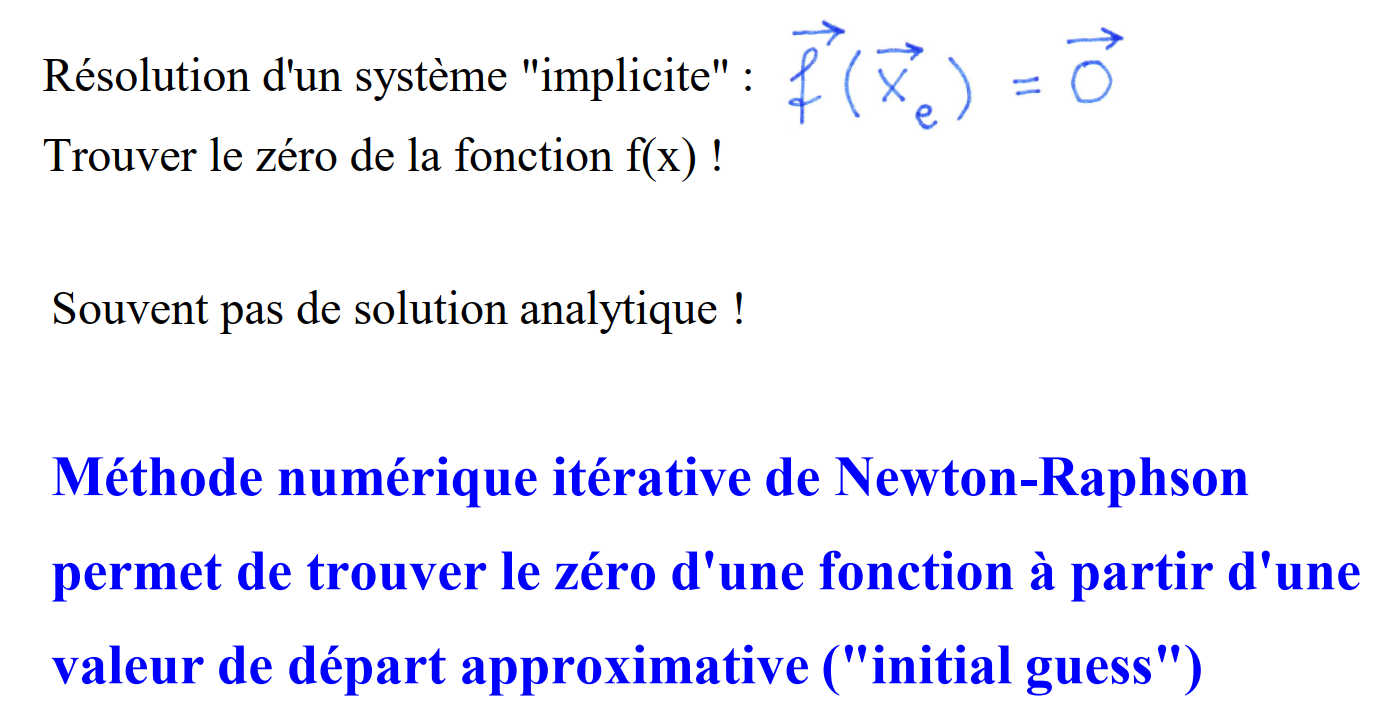 Résolution d'un système "implicite" : $\vec{f}(\vec{x}_e) = \vec{0}$
Trouver le zéro de la fonction f(x) !
Souvent pas de solution analytique !
Méthode numérique itérative de Newton-Raphson
permet de trouver le zéro d'une fonction à partir d'une
valeur de départ approximative ("initial guess")